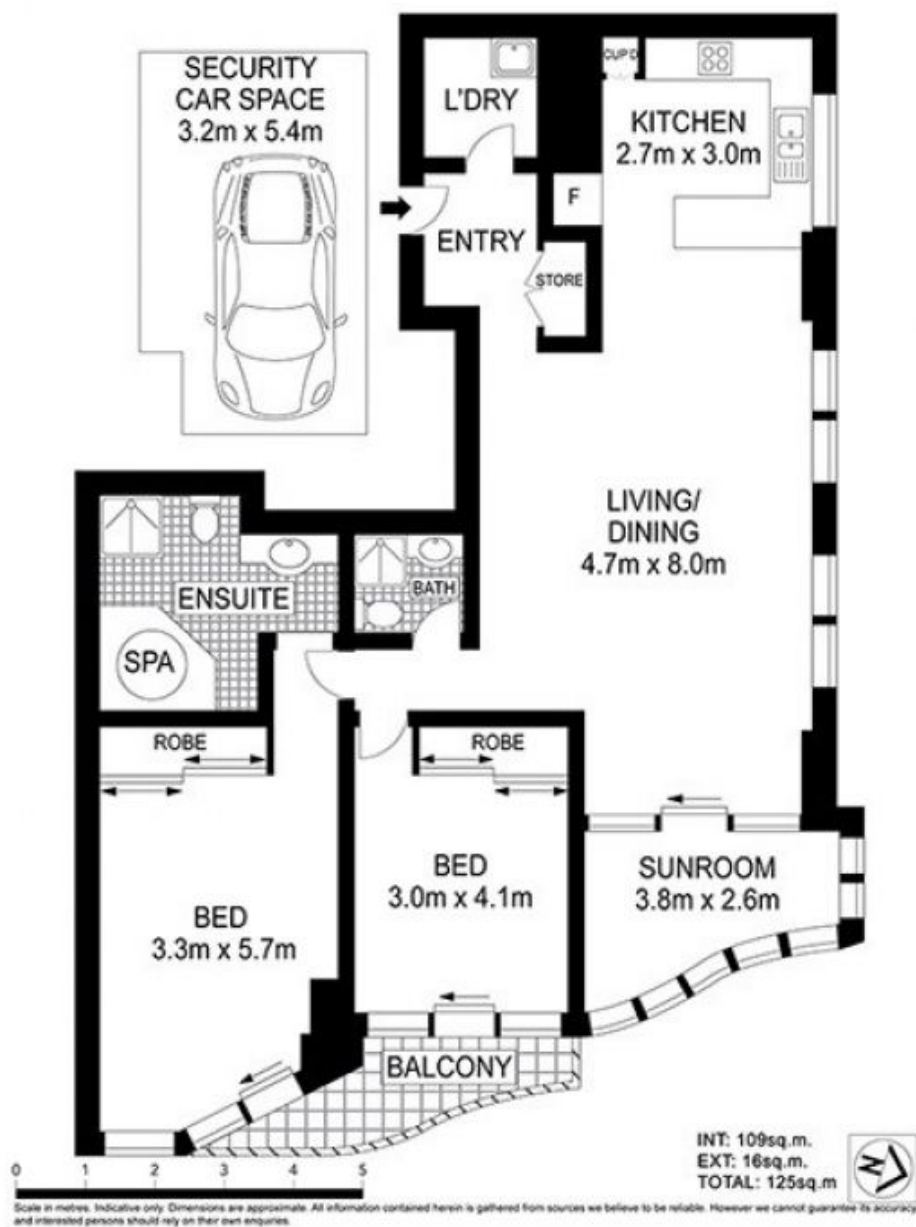 SECURITY
CAR SPACE
3.2m x 5.4m
L'DRY
CUP'D
KITCHEN
2.7m x 3.0m
F
ENTRY
STORE
LIVING/
DINING
4.7m x 8.0m
ENSUITE
BATH
SPA
ROBE
ROBE
BED
3.0m x 4.1m
SUNROOM
3.8m x 2.6m
BED
3.3m x 5.7m
BALCONY
INT: 109sq.m.
EXT: 16sq.m.
TOTAL: 125sq.m
N
0 1 2 3 4 5
Scale in metres. Indicative only. Dimensions are approximate. All information contained herein is gathered from sources we believe to be reliable. However we cannot guarantee its accuracy
and interested persons should rely on their own enquiries.